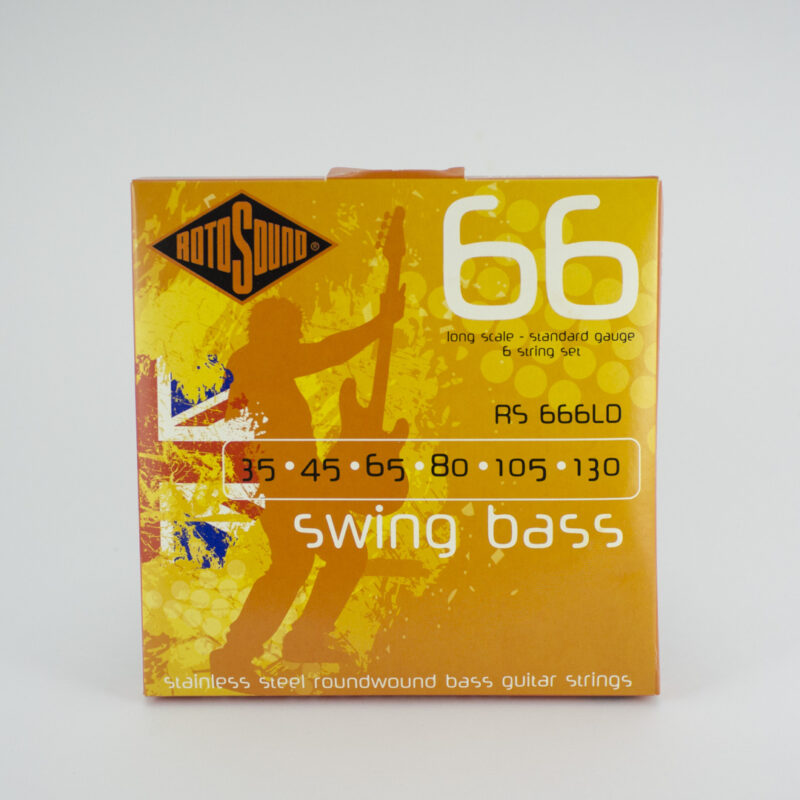 ROTOSOUND®
66
long scale - standard gauge
6 string set
RS 666LD
35 • 45 • 65 • 80 • 105 • 130
swing bass
stainless steel roundwound bass guitar strings